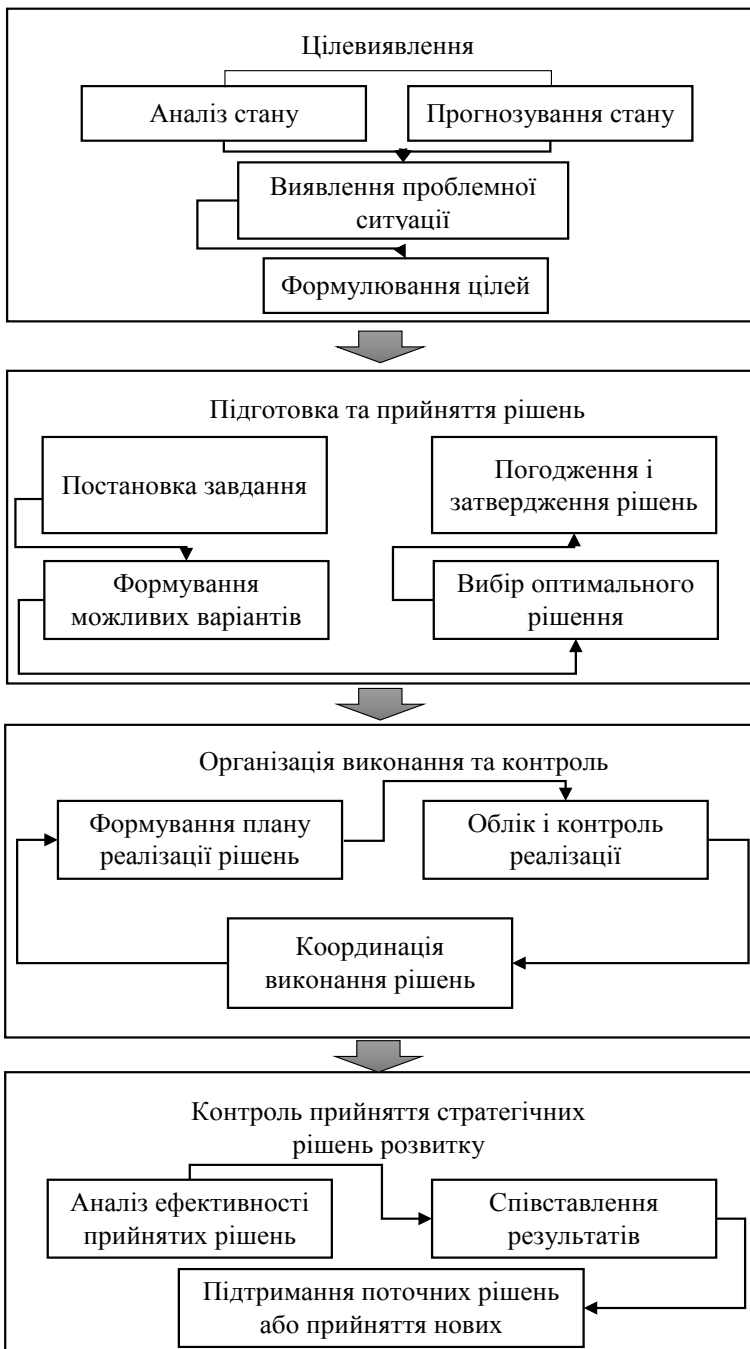 Цілевиявлення
Аналіз стану
Прогнозування стану
Виявлення проблемної
ситуації
Формулювання цілей
Підготовка та прийняття рішень
Постановка завдання
Погодження і
затвердження рішень
Формування
можливих варіантів
Вибір оптимального
рішення
Організація виконання та контроль
Формування плану
реалізації рішень
Облік і контроль
реалізації
Координація
виконання рішень
Контроль прийняття стратегічних
рішень розвитку
Аналіз ефективності
прийнятих рішень
Співставлення
результатів
Підтримання поточних рішень
або прийняття нових